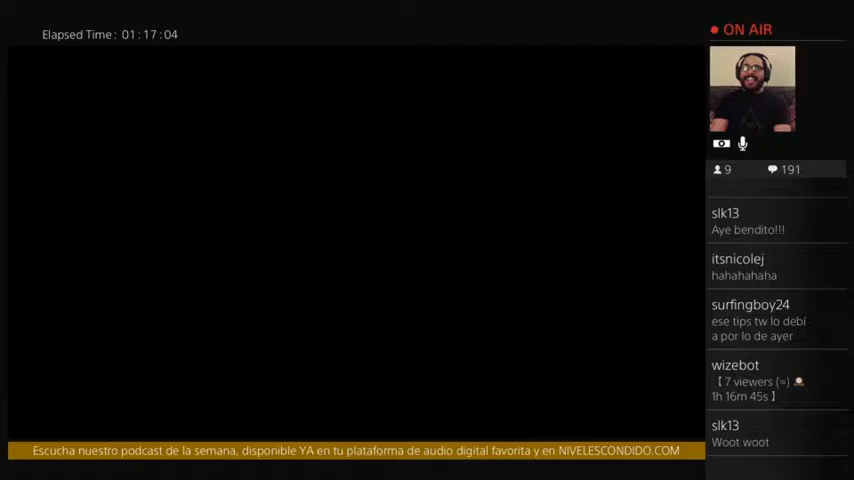 Elapsed Time: 01:17:04
ON AIR
9 191
slk13
Aye bendito!!!
itsnicolej
hahahahaha
surfingboy24
ese tips tw lo debí
a por lo de ayer
wizebot
【 7 viewers (=)
1h 16m 45s 】
slk13
Woot woot
Escucha nuestro podcast de la semana, disponible YA en tu plataforma de audio digital favorita y en NIVELESCONDIDO.COM